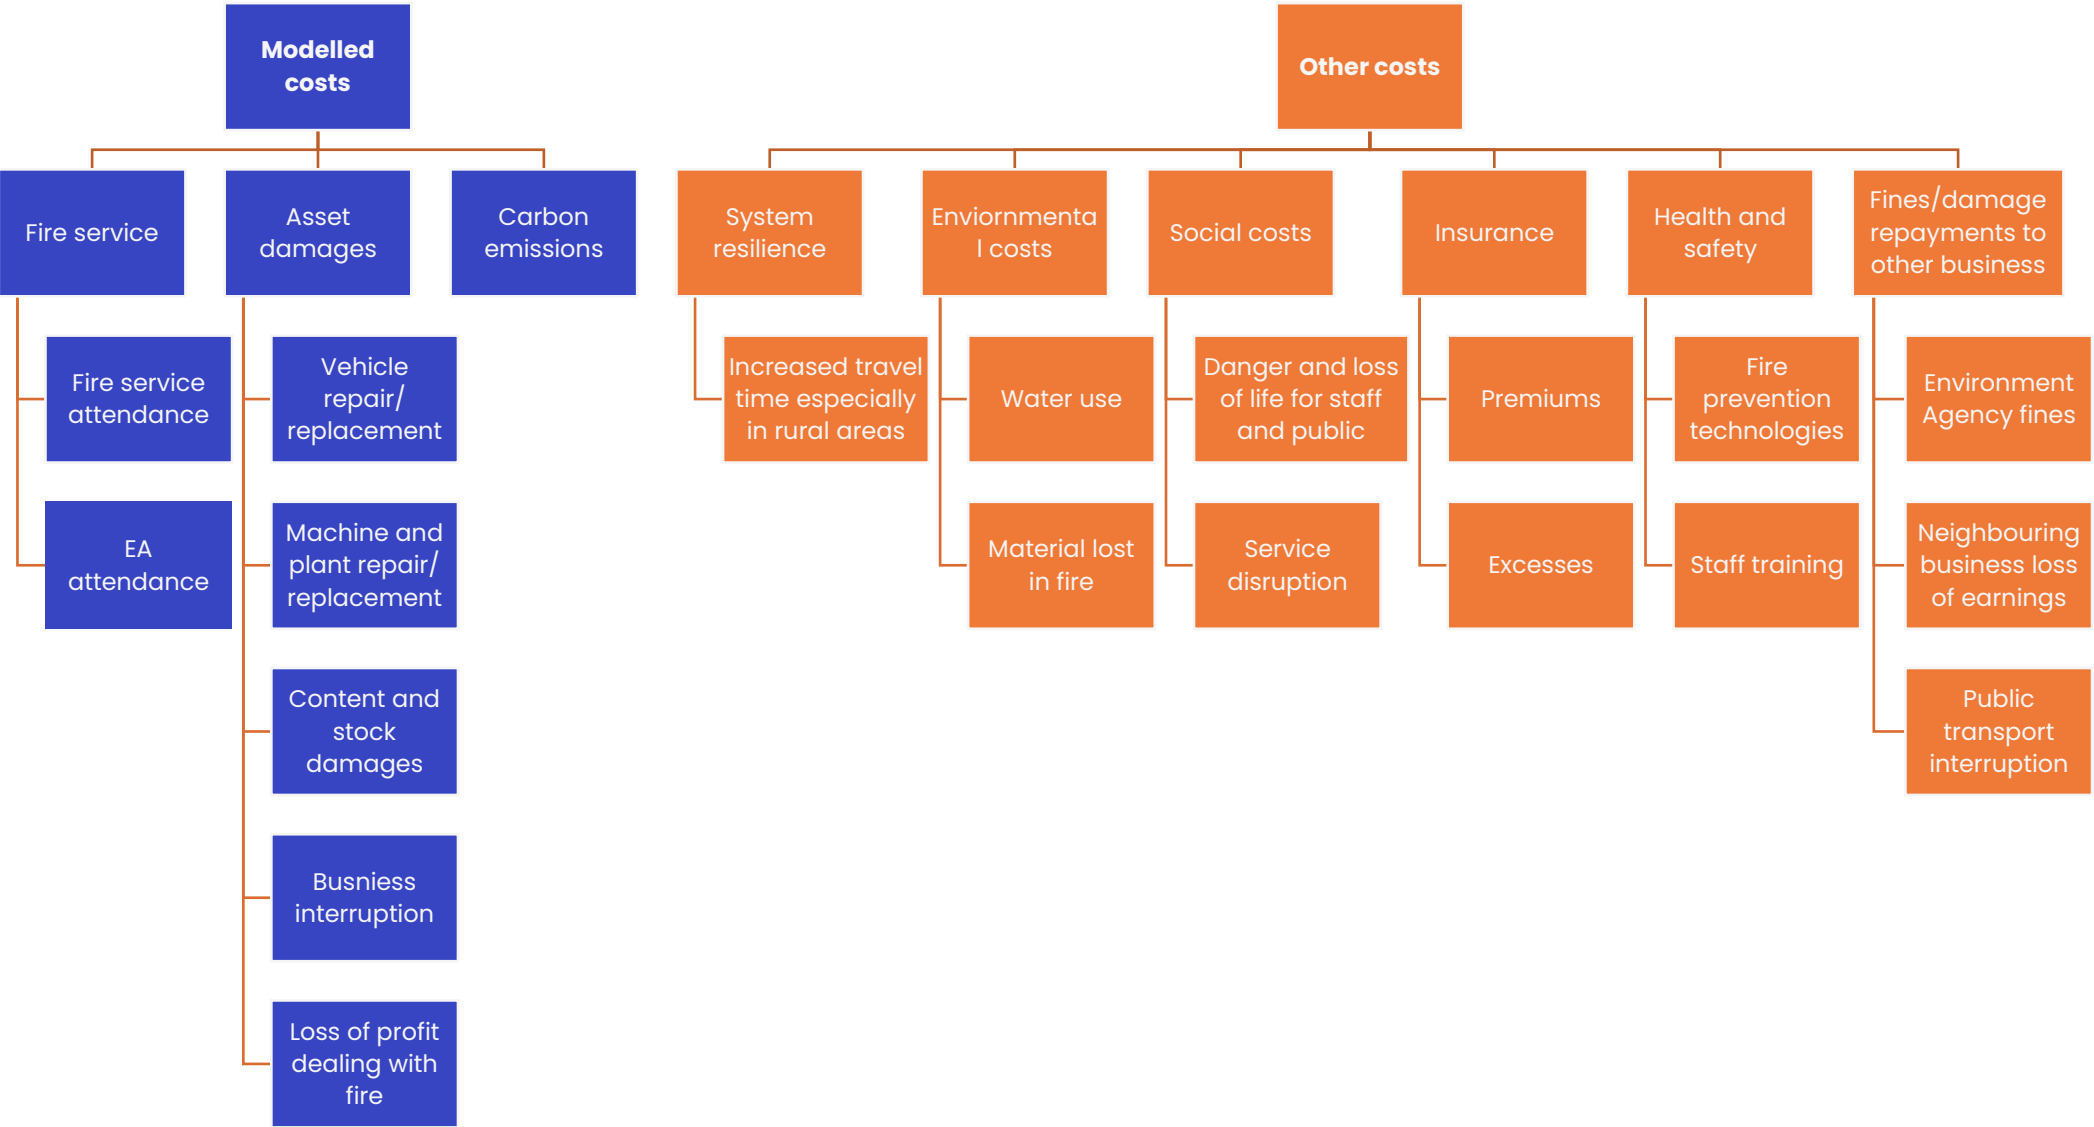 Modelled
costs
Other costs
Fire service
Asset
damages
Carbon
emissions
System
resilience
Enviornmenta
l costs
Social costs
Insurance
Health and
safety
Fines/damage
repayments to
other business
Fire service
attendance
Vehicle
repair/
replacement
Increased travel
time especially
in rural areas
Water use
Danger and loss
of life for staff
and public
Premiums
Fire
prevention
technologies
Environment
Agency fines
EA
attendance
Machine and
plant repair/
replacement
Material lost
in fire
Service
disruption
Excesses
Staff training
Neighbouring
business loss
of earnings
Content and
stock
damages
Public
transport
interruption
Busniess
interruption
Loss of profit
dealing with
fire